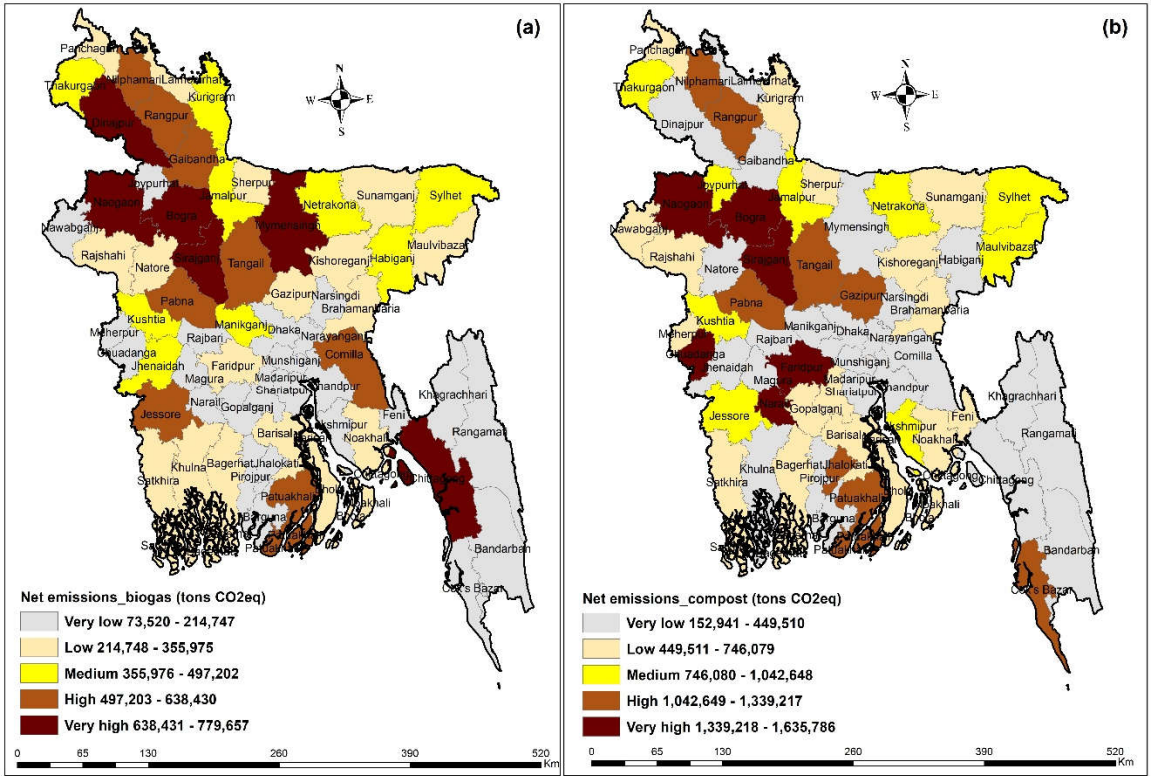 (a)
Panchagarh
Thakurgaon
Nilphamari
Lalmonirhat
Kurigram
Dinajpur
Rangpur
Gaibandha
N
W
E
S
Joypurhat
Sherpur
Jamalpur
Naogaon
Bogra
Mymensingh
Netrakona
Sunamganj
Sylhet
Nawabganj
Rajshahi
Natore
Sirajganj
Tangail
Kishoreganj
Habiganj
Maulvibazar
Pabna
Gazipur
Narsingdi
Brahamanbaria
Kushtia
Manikganj
Dhaka
Narayanganj
Meherpur
Chuadanga
Rajbari
Jhenaidah
Faridpur
Munshiganj
Comilla
Magura
Madaripur
Shariatpur
Chandpur
Khagrachhari
Jessore
Narail
Gopalganj
Feni
Rangamati
Barisal
Noakhali
Khulna
Bagerhat
Jhalokati
Pirojpur
Chittagong
Satkhira
Patuakhali
Barguna
Bandarban
Cox's Bazar
Net emissions_biogas (tons CO2eq)
Very low 73,520 - 214,747
Low 214,748 - 355,975
Medium 355,976 - 497,202
High 497,203 - 638,430
Very high 638,431 - 779,657
0
65
130
260
390
520
Km
(b)
Panchagarh
Thakurgaon
Nilphamari
Kurigram
Dinajpur
Rangpur
Gaibandha
N
W
E
S
Joypurhat
Sherpur
Jamalpur
Naogaon
Bogra
Mymensingh
Netrakona
Sunamganj
Sylhet
Nawabganj
Rajshahi
Natore
Sirajganj
Tangail
Kishoreganj
Habiganj
Maulvibazar
Pabna
Gazipur
Narsingdi
Brahamanbaria
Kushtia
Manikganj
Dhaka
Narayanganj
Meherpur
Chuadanga
Rajbari
Jhenaidah
Faridpur
Munshiganj
Comilla
Magura
Madaripur
Shariatpur
Chandpur
Khagrachhari
Jessore
Narail
Gopalganj
Feni
Rangamati
Barisal
Noakhali
Khulna
Bagerhat
Jhalokati
Pirojpur
Chittagong
Satkhira
Patuakhali
Barguna
Bandarban
Cox's Bazar
Net emissions_compost (tons CO2eq)
Very low 152,941 - 449,510
Low 449,511 - 746,079
Medium 746,080 - 1,042,648
High 1,042,649 - 1,339,217
Very high 1,339,218 - 1,635,786
0
65
130
260
390
520
Km